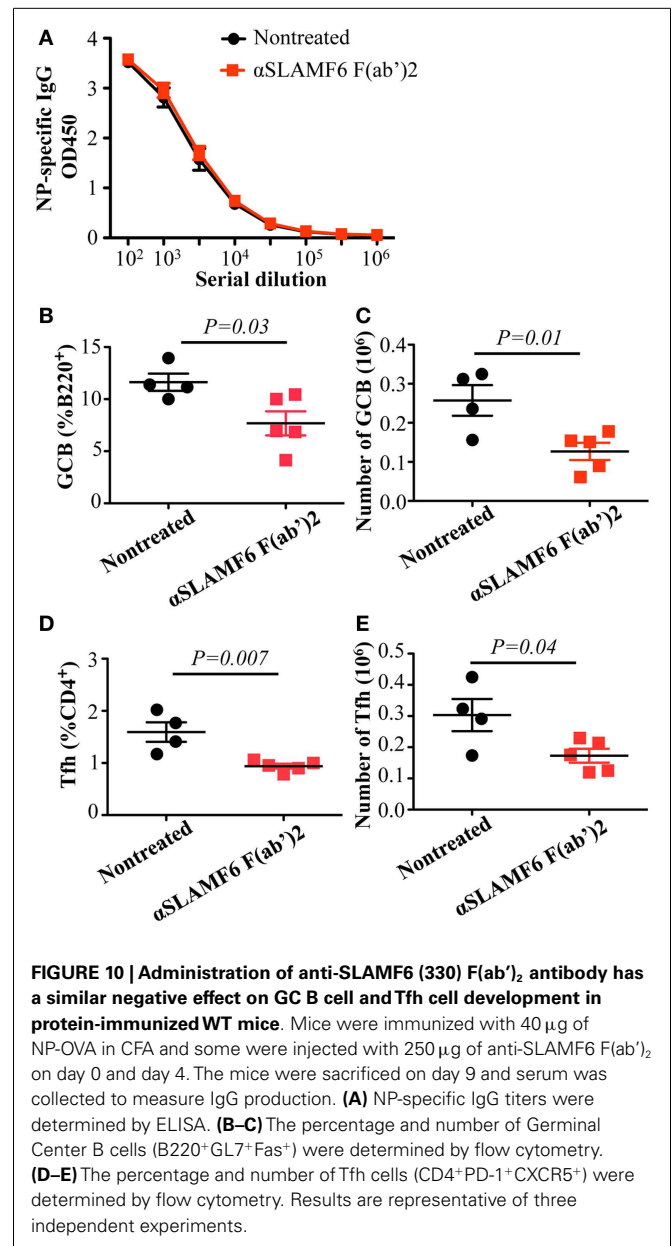 A
Nontreated
αSLAMF6 F(ab')2
NP-specific IgG
OD450
4
3
2
1
0
10² 10³ 10⁴ 10⁵ 10⁶
Serial dilution
B
P=0.03
GCB (%B220⁺)
15
10
5
0
Nontreated
αSLAMF6 F(ab')2
C
P=0.01
Number of GCB (10⁶)
0.4
0.3
0.2
0.1
0.0
Nontreated
αSLAMF6 F(ab')2
D
P=0.007
Tfh (%CD4⁺)
3
2
1
0
Nontreated
αSLAMF6 F(ab')2
E
P=0.04
Number of Tfh (10⁶)
0.5
0.4
0.3
0.2
0.1
0.0
Nontreated
αSLAMF6 F(ab')2
FIGURE 10 | Administration of anti-SLAMF6 (330) F(ab')₂ antibody has
a similar negative effect on GC B cell and Tfh cell development in
protein-immunized WT mice. Mice were immunized with 40 μg of
NP-OVA in CFA and some were injected with 250 μg of anti-SLAMF6 F(ab')₂
on day 0 and day 4. The mice were sacrificed on day 9 and serum was
collected to measure IgG production. (A) NP-specific IgG titers were
determined by ELISA. (B–C) The percentage and number of Germinal
Center B cells (B220⁺GL7⁺Fas⁺) were determined by flow cytometry.
(D–E) The percentage and number of Tfh cells (CD4⁺PD-1⁺CXCR5⁺) were
determined by flow cytometry. Results are representative of three
independent experiments.